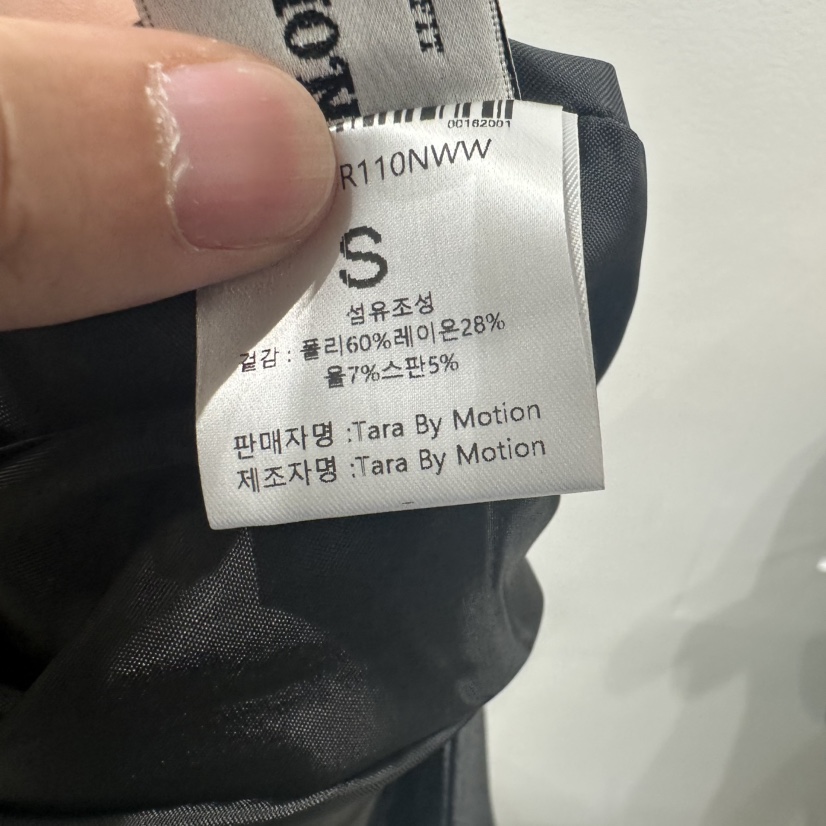 FIT
00162001
R110NWW
S
섬유조성
겉감 : 폴리60%레이온28%
울7%스판5%
판매자명 :Tara By Motion
제조자명 :Tara By Motion